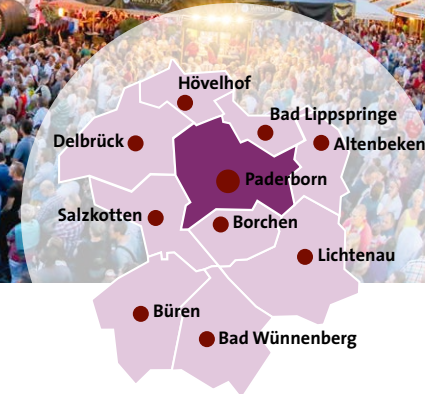 Hövelhof
Bad Lippspringe
Delbrück
Altenbeken
Paderborn
Salzkotten
Borchen
Lichtenau
Büren
Bad Wünnenberg